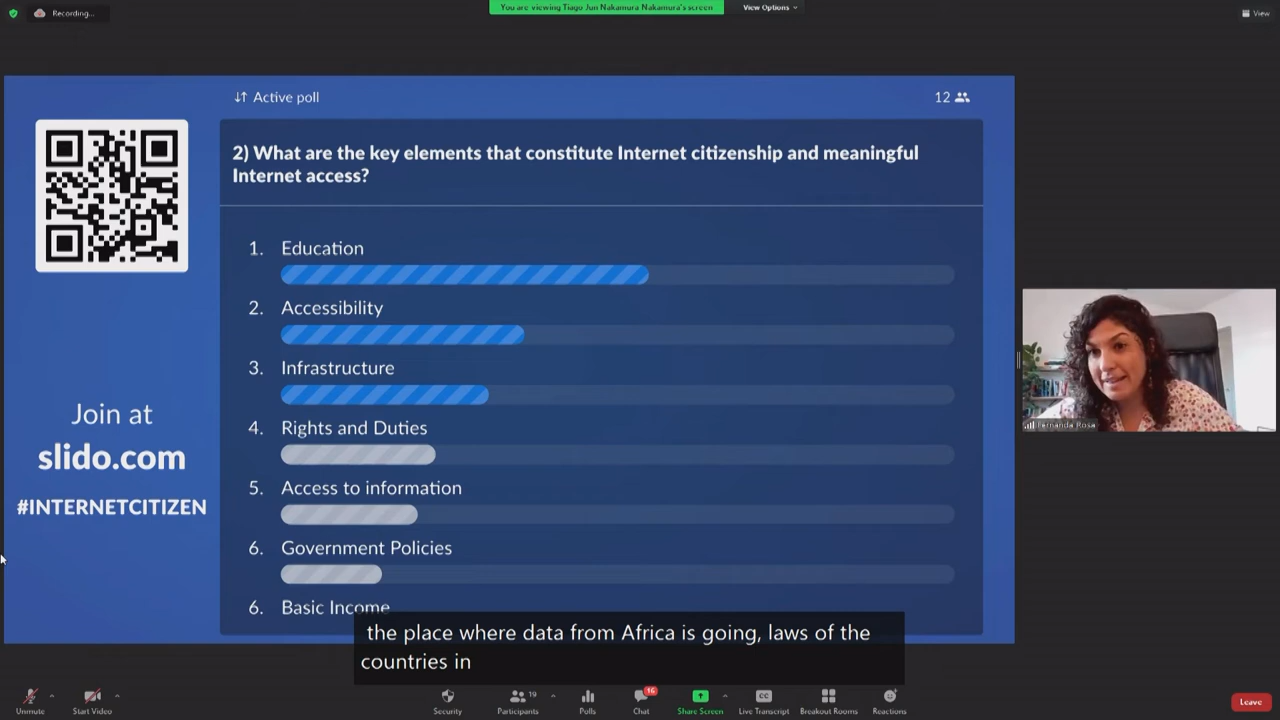 Recording...
You are viewing Tiago Jun Nakamura Nakamura's screen
View Options
View
Active poll
12
2) What are the key elements that constitute Internet citizenship and meaningful
Internet access?
1. Education
2. Accessibility
3. Infrastructure
4. Rights and Duties
5. Access to information
6. Government Policies
6. Basic Income
Join at
slido.com
#INTERNETCITIZEN
Fernanda Rosa
the place where data from Africa is going, laws of the
countries in
Unmute
Start Video
Security
Participants
19
Polls
Chat
16
Share Screen
CC
Live Transcript
Breakout Rooms
Reactions
Leave